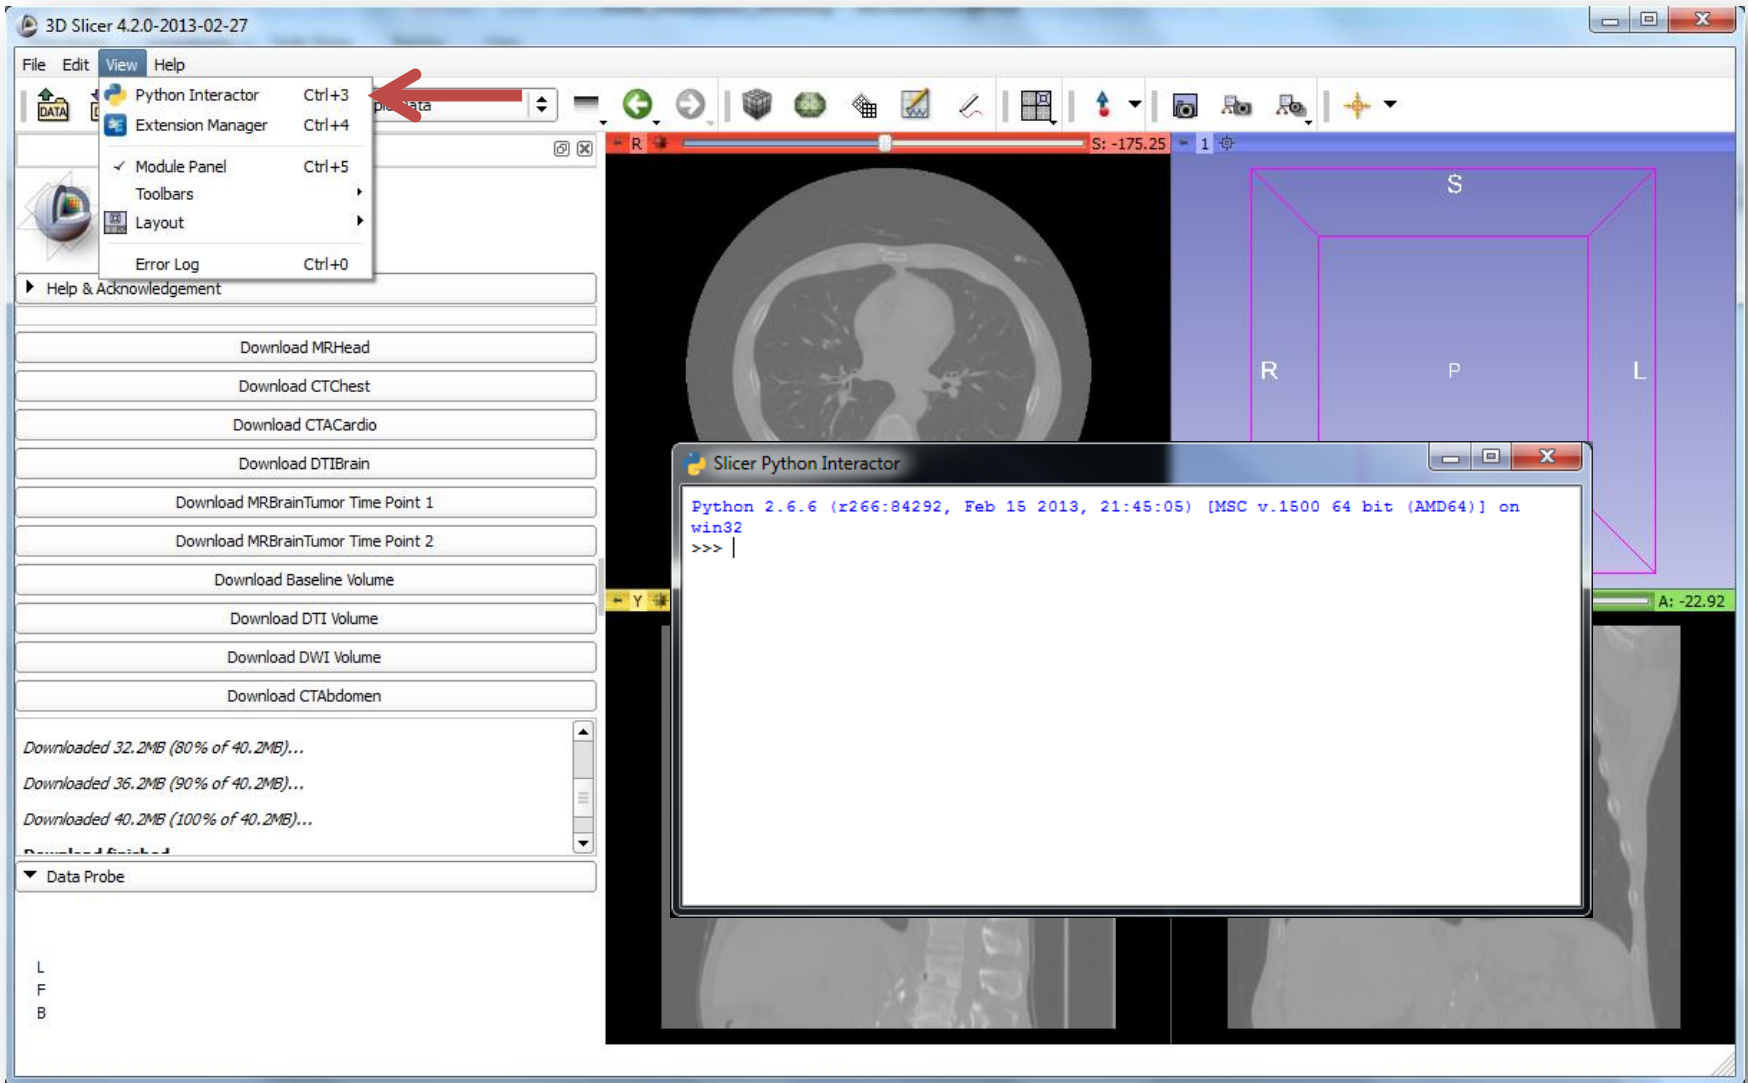 3D Slicer 4.2.0-2013-02-27
File Edit View Help
DATA
Python Interactor Ctrl+3
Extension Manager Ctrl+4
Module Panel Ctrl+5
Toolbars
Layout
Error Log Ctrl+0
R S: -175.25 1
S
R P L
Help & Acknowledgement
Download MRHead
Download CTChest
Download CTACardio
Download DTIBrain
Download MRBrainTumor Time Point 1
Download MRBrainTumor Time Point 2
Download Baseline Volume
Download DTI Volume
Download DWI Volume
Download CTAbdomen
Downloaded 32.2MB (80% of 40.2MB)...
Downloaded 36.2MB (90% of 40.2MB)...
Downloaded 40.2MB (100% of 40.2MB)...
Download finished
Data Probe
L
F
B
Slicer Python Interactor
Python 2.6.6 (r266:84292, Feb 15 2013, 21:45:05) [MSC v.1500 64 bit (AMD64)] on
win32
>>>
Y A: -22.92